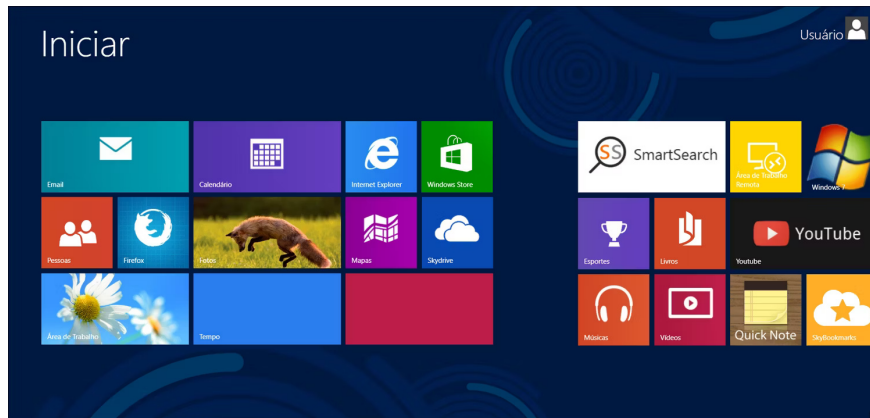 Iniciar
Usuário
Email
Calendário
Internet Explorer
Windows Store
SS SmartSearch
Área de Trabalho
Remota
Windows 7
Pessoas
Firefox
Fotos
Mapas
Skydrive
Esportes
Livros
YouTube
Youtube
Área de Trabalho
Tempo
Músicas
Vídeos
Quick Note
SkyBookmarks